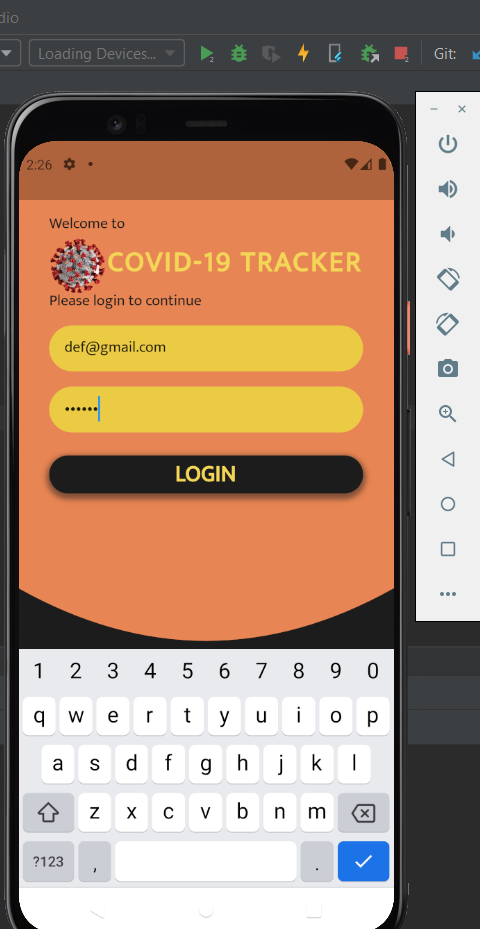 dio
Loading Devices...
Git:
2:26
Welcome to
COVID-19 TRACKER
Please login to continue
def@gmail.com
••••••
LOGIN
1 2 3 4 5 6 7 8 9 0
q w e r t y u i o p
a s d f g h j k l
z x c v b n m
?123 , .